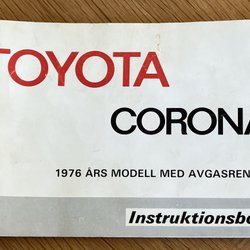 TOYOTA
CORONA
1976 ÅRS MODELL MED AVGASREN
Instruktionsbo